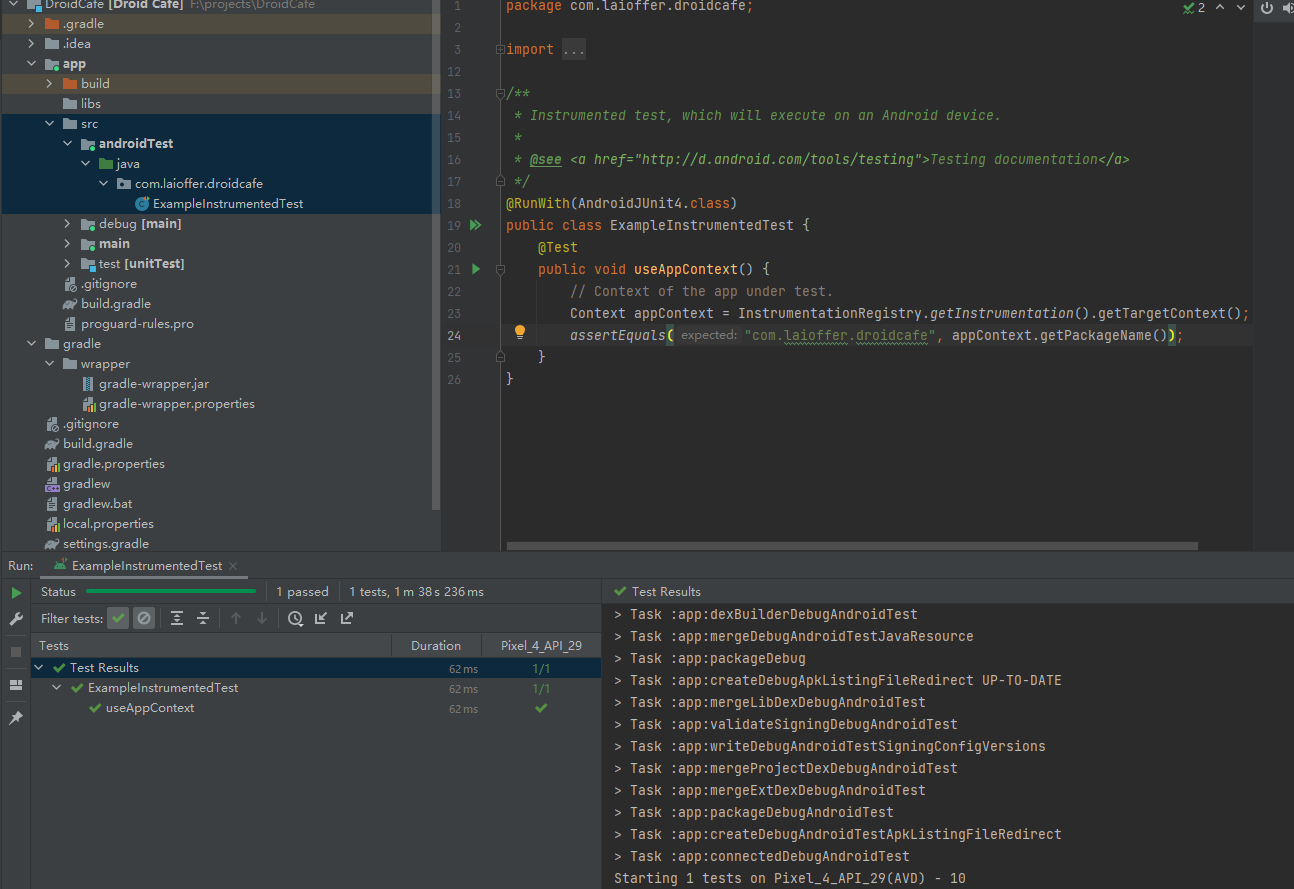 DroidCafe [Droid Cafe] F:\projects\DroidCafe
.gradle
.idea
app
build
libs
src
androidTest
java
com.laioffer.droidcafe
ExampleInstrumentedTest
debug [main]
main
test [unitTest]
.gitignore
build.gradle
proguard-rules.pro
gradle
wrapper
gradle-wrapper.jar
gradle-wrapper.properties
.gitignore
build.gradle
gradle.properties
gradlew
gradlew.bat
local.properties
settings.gradle
2
1 package com.laioffer.droidcafe;
2
3 import ...
12
13 /**
14 * Instrumented test, which will execute on an Android device.
15 *
16 * @see <a href="http://d.android.com/tools/testing">Testing documentation</a>
17 */
18 @RunWith(AndroidJUnit4.class)
19 public class ExampleInstrumentedTest {
20 @Test
21 public void useAppContext() {
22 // Context of the app under test.
23 Context appContext = InstrumentationRegistry.getInstrumentation().getTargetContext();
24 assertEquals( expected: "com.laioffer.droidcafe", appContext.getPackageName());
25 }
26 }
Run: ExampleInstrumentedTest
Status 1 passed 1 tests, 1 m 38 s 236 ms
Filter tests:
Tests Duration Pixel_4_API_29
Test Results 62 ms 1/1
ExampleInstrumentedTest 62 ms 1/1
useAppContext 62 ms
Test Results
> Task :app:dexBuilderDebugAndroidTest
> Task :app:mergeDebugAndroidTestJavaResource
> Task :app:packageDebug
> Task :app:createDebugApkListingFileRedirect UP-TO-DATE
> Task :app:mergeLibDexDebugAndroidTest
> Task :app:validateSigningDebugAndroidTest
> Task :app:writeDebugAndroidTestSigningConfigVersions
> Task :app:mergeProjectDexDebugAndroidTest
> Task :app:mergeExtDexDebugAndroidTest
> Task :app:packageDebugAndroidTest
> Task :app:createDebugAndroidTestApkListingFileRedirect
> Task :app:connectedDebugAndroidTest
Starting 1 tests on Pixel_4_API_29(AVD) - 10